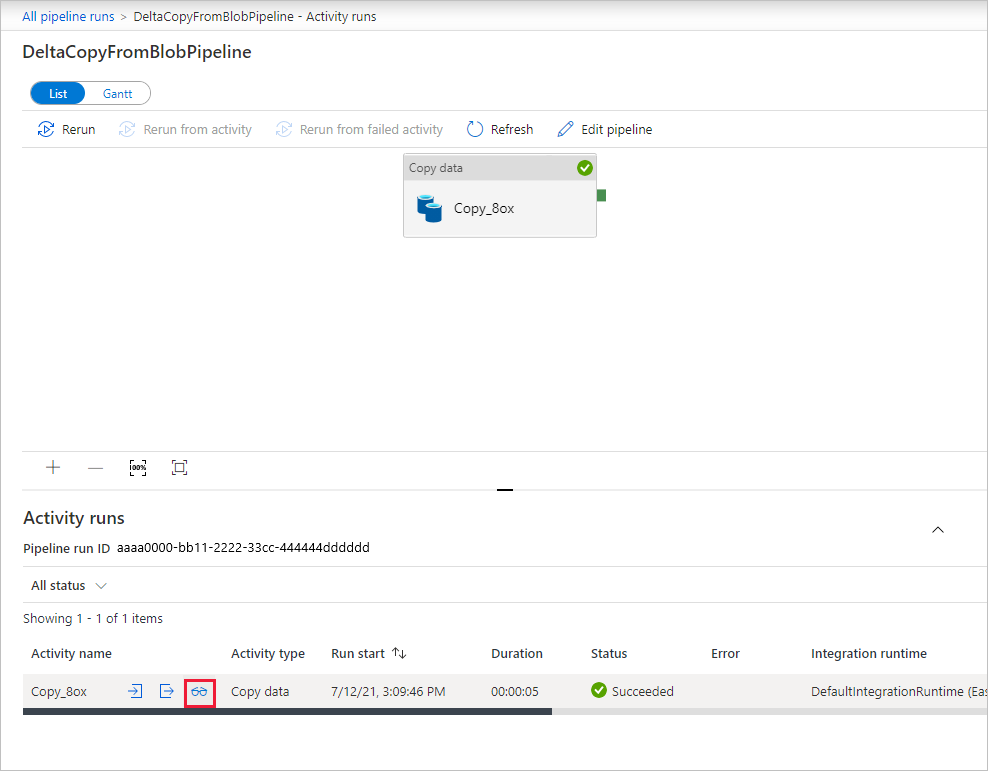 All pipeline runs > DeltaCopyFromBlobPipeline - Activity runs
DeltaCopyFromBlobPipeline
List Gantt
Rerun Rerun from activity Rerun from failed activity Refresh Edit pipeline
Copy data
Copy_8ox
100%
Activity runs
Pipeline run ID aaaa0000-bb11-2222-33cc-444444dddddd
All status
Showing 1 - 1 of 1 items
Activity name Activity type Run start Duration Status Error Integration runtime
Copy_8ox Copy data 7/12/21, 3:09:46 PM 00:00:05 Succeeded DefaultIntegrationRuntime (Eas